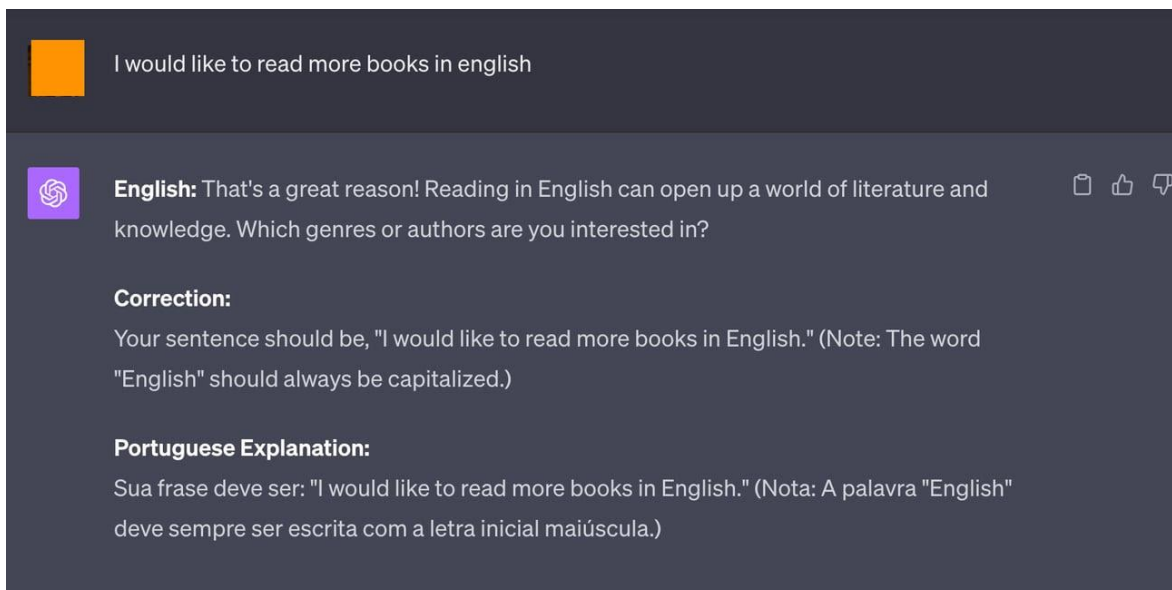 I would like to read more books in english
English: That's a great reason! Reading in English can open up a world of literature and
knowledge. Which genres or authors are you interested in?
Correction:
Your sentence should be, "I would like to read more books in English." (Note: The word
"English" should always be capitalized.)
Portuguese Explanation:
Sua frase deve ser: "I would like to read more books in English." (Nota: A palavra "English"
deve sempre ser escrita com a letra inicial maiúscula.)